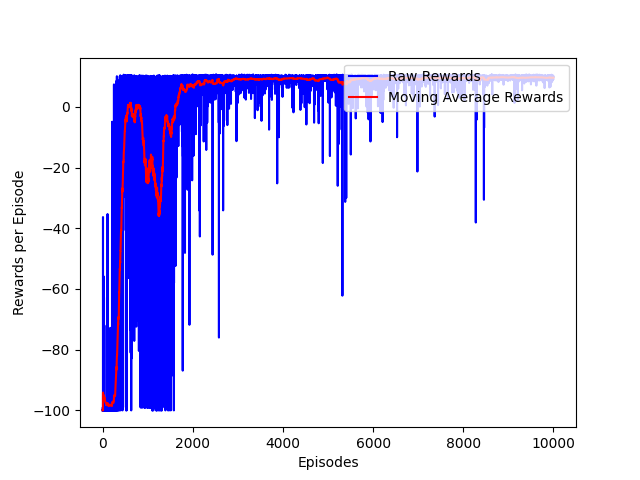 Raw Rewards
Moving Average Rewards
0
−20
−40
−60
−80
−100
Rewards per Episode
0 2000 4000 6000 8000 10000
Episodes